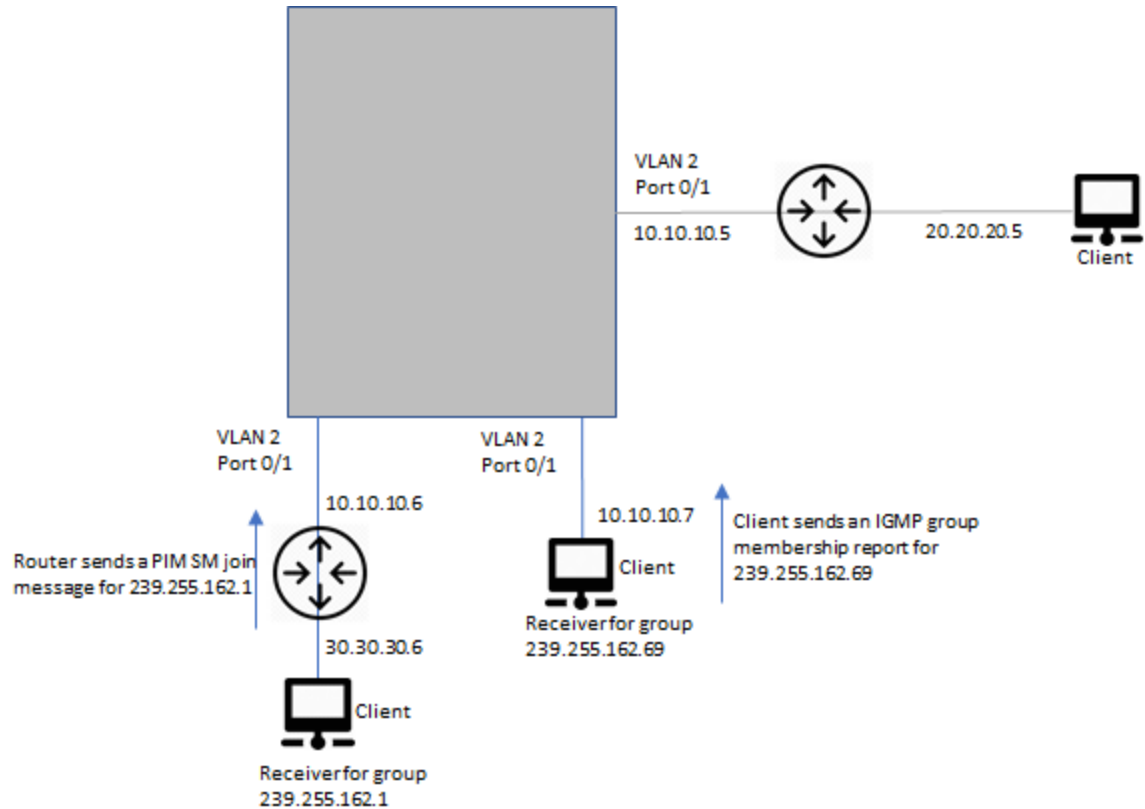 VLAN 2
Port 0/1
10.10.10.5
20.20.20.5
Client
VLAN 2
Port 0/1
VLAN 2
Port 0/1
10.10.10.6
10.10.10.7
Client sends an IGMP group
membership report for
239.255.162.69
Router sends a PIM SM join
message for 239.255.162.1
Client
Receiver for group
239.255.162.69
30.30.30.6
Client
Receiver for group
239.255.162.1